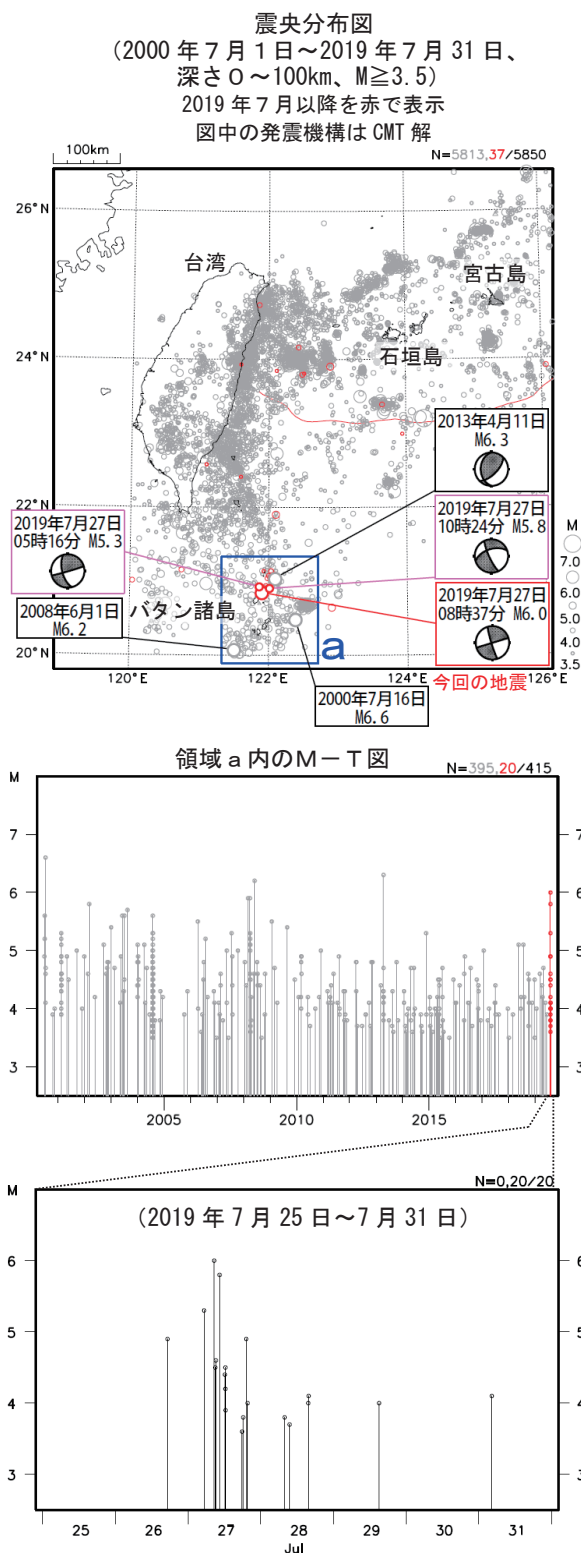 震央分布図
(2000年7月1日～2019年7月31日、
深さ0～100km、M≧3.5)
2019年7月以降を赤で表示
図中の発震機構はCMT解
100km
N=5813,37/5850
26°N
24°N
22°N
20°N
台湾
宮古島
石垣島
2013年4月11日
M6.3
2019年7月27日
05時16分 M5.3
2019年7月27日
10時24分 M5.8
2008年6月1日
M6.2
バタン諸島
2019年7月27日
08時37分 M6.0
a
今回の地震
2000年7月16日
M6.6
120°E
122°E
124°E
126°E
M
7.0
6.0
5.0
4.0
3.5
領域a内のM－T図
N=395,20/415
M
7
6
5
4
3
7
6
5
4
3
2005
2010
2015
N=0,20/20
M
(2019年7月25日～7月31日)
6
5
4
3
6
5
4
3
25
26
27
28
29
30
31
Jul